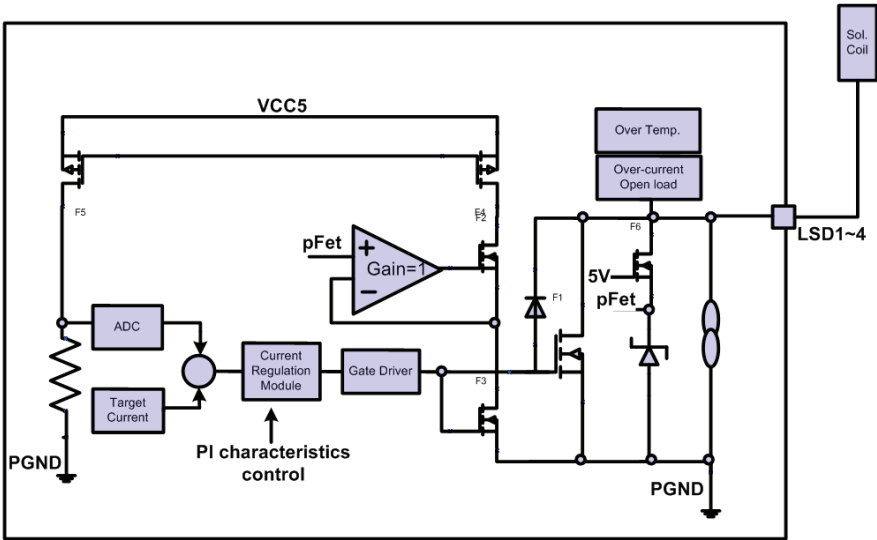 Sol.
Coil
VCC5
Over Temp.
Over-current
Open load
F5
F4
F2
F6
LSD1~4
pFet
+
Gain=1
−
5V
pFet
F1
ADC
Current
Regulation
Module
Gate Driver
F3
Target
Current
PI characteristics
control
PGND
PGND